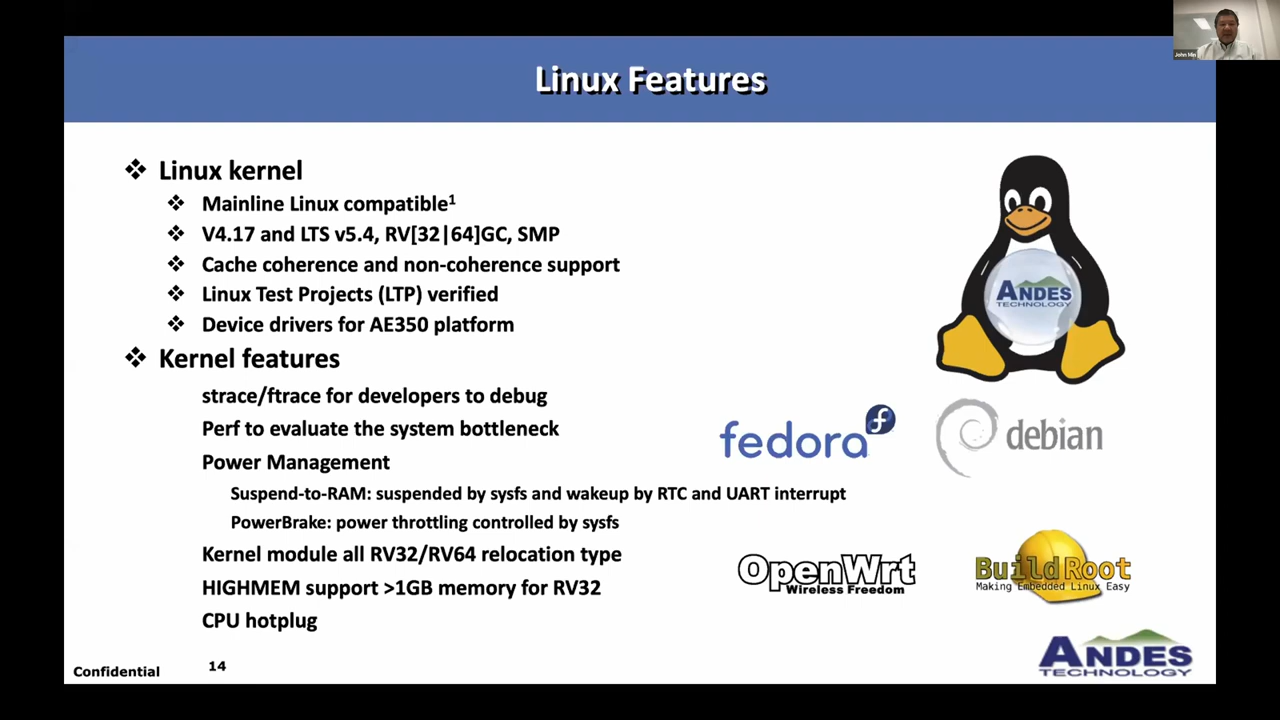 John Min
Linux Features
Linux kernel
Mainline Linux compatible1
V4.17 and LTS v5.4, RV[32|64]GC, SMP
Cache coherence and non-coherence support
Linux Test Projects (LTP) verified
Device drivers for AE350 platform
Kernel features
strace/ftrace for developers to debug
Perf to evaluate the system bottleneck
Power Management
Suspend-to-RAM: suspended by sysfs and wakeup by RTC and UART interrupt
PowerBrake: power throttling controlled by sysfs
Kernel module all RV32/RV64 relocation type
HIGHMEM support >1GB memory for RV32
CPU hotplug
ANDES
TECHNOLOGY
fedora f
debian
OpenWrt
Wireless Freedom
BuildRoot
Making Embedded Linux Easy
Confidential
14
ANDES
TECHNOLOGY